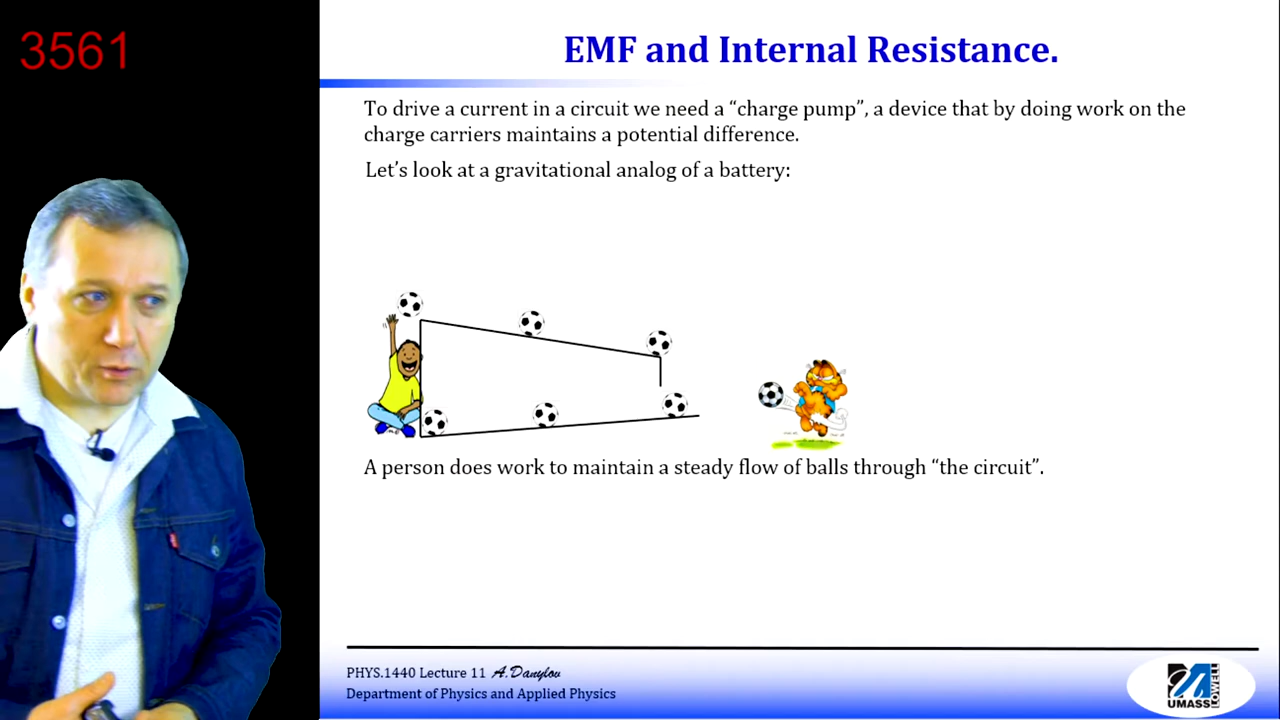 3561
EMF and Internal Resistance.
To drive a current in a circuit we need a “charge pump”, a device that by doing work on the
charge carriers maintains a potential difference.
Let’s look at a gravitational analog of a battery:
A person does work to maintain a steady flow of balls through “the circuit”.
PHYS.1440 Lecture 11 A.Danylov
Department of Physics and Applied Physics
UMASS
LOWELL